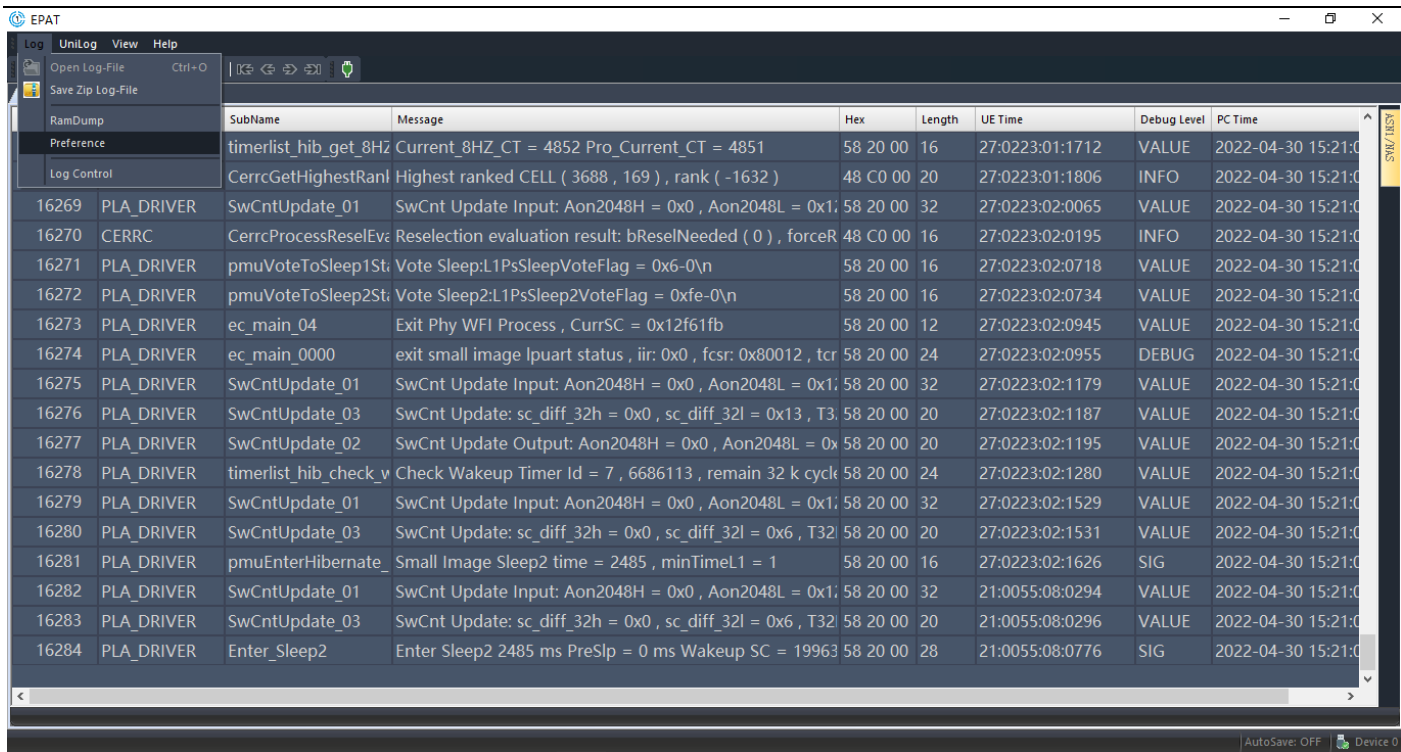 EPAT
Log UniLog View Help
Open Log-File Ctrl+O
Save Zip Log-File
RamDump
Preference
Log Control
SubName Message Hex Length UE Time Debug Level PC Time
timerlist_hib_get_8HZ Current_8HZ_CT = 4852 Pro_Current_CT = 4851 58 20 00 16 27:0223:01:1712 VALUE 2022-04-30 15:21:0
CerrcGetHighestRank Highest ranked CELL ( 3688 , 169 ) , rank ( -1632 ) 48 C0 00 20 27:0223:01:1806 INFO 2022-04-30 15:21:0
16269 PLA_DRIVER SwCntUpdate_01 SwCnt Update Input: Aon2048H = 0x0 , Aon2048L = 0x1 58 20 00 32 27:0223:02:0065 VALUE 2022-04-30 15:21:0
16270 CERRC CerrcProcessReselEva Reselection evaluation result: bReselNeeded ( 0 ) , forceR 48 C0 00 16 27:0223:02:0195 INFO 2022-04-30 15:21:0
16271 PLA_DRIVER pmuVoteToSleep1Sta Vote Sleep:L1PsSleepVoteFlag = 0x6-0\n 58 20 00 16 27:0223:02:0718 VALUE 2022-04-30 15:21:0
16272 PLA_DRIVER pmuVoteToSleep2Sta Vote Sleep2:L1PsSleep2VoteFlag = 0xfe-0\n 58 20 00 16 27:0223:02:0734 VALUE 2022-04-30 15:21:0
16273 PLA_DRIVER ec_main_04 Exit Phy WFI Process , CurrSC = 0x12f61fb 58 20 00 12 27:0223:02:0945 VALUE 2022-04-30 15:21:0
16274 PLA_DRIVER ec_main_0000 exit small image lpuart status , iir: 0x0 , fcsr: 0x80012 , tcr 58 20 00 24 27:0223:02:0955 DEBUG 2022-04-30 15:21:0
16275 PLA_DRIVER SwCntUpdate_01 SwCnt Update Input: Aon2048H = 0x0 , Aon2048L = 0x1 58 20 00 32 27:0223:02:1179 VALUE 2022-04-30 15:21:0
16276 PLA_DRIVER SwCntUpdate_03 SwCnt Update: sc_diff_32h = 0x0 , sc_diff_32l = 0x13 , T3 58 20 00 20 27:0223:02:1187 VALUE 2022-04-30 15:21:0
16277 PLA_DRIVER SwCntUpdate_02 SwCnt Update Output: Aon2048H = 0x0 , Aon2048L = 0x 58 20 00 20 27:0223:02:1195 VALUE 2022-04-30 15:21:0
16278 PLA_DRIVER timerlist_hib_check_w Check Wakeup Timer Id = 7 , 6686113 , remain 32 k cycle 58 20 00 24 27:0223:02:1280 VALUE 2022-04-30 15:21:0
16279 PLA_DRIVER SwCntUpdate_01 SwCnt Update Input: Aon2048H = 0x0 , Aon2048L = 0x1 58 20 00 32 27:0223:02:1529 VALUE 2022-04-30 15:21:0
16280 PLA_DRIVER SwCntUpdate_03 SwCnt Update: sc_diff_32h = 0x0 , sc_diff_32l = 0x6 , T32 58 20 00 20 27:0223:02:1531 VALUE 2022-04-30 15:21:0
16281 PLA_DRIVER pmuEnterHibernate_ Small Image Sleep2 time = 2485 , minTimeL1 = 1 58 20 00 16 27:0223:02:1626 SIG 2022-04-30 15:21:0
16282 PLA_DRIVER SwCntUpdate_01 SwCnt Update Input: Aon2048H = 0x0 , Aon2048L = 0x1 58 20 00 32 21:0055:08:0294 VALUE 2022-04-30 15:21:0
16283 PLA_DRIVER SwCntUpdate_03 SwCnt Update: sc_diff_32h = 0x0 , sc_diff_32l = 0x6 , T32 58 20 00 20 21:0055:08:0296 VALUE 2022-04-30 15:21:0
16284 PLA_DRIVER Enter_Sleep2 Enter Sleep2 2485 ms PreSlp = 0 ms Wakeup SC = 19963 58 20 00 28 21:0055:08:0776 SIG 2022-04-30 15:21:0
ASN1/NAS
AutoSave: OFF Device 0